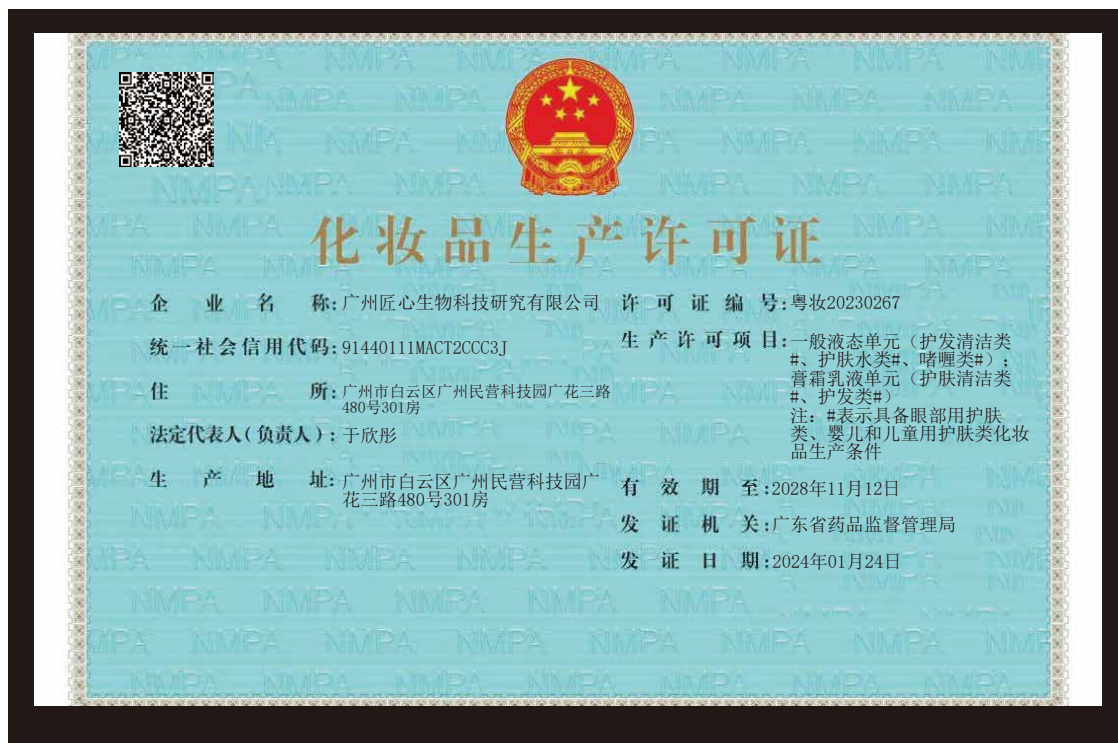 化妆品生产许可证
企业名称:广州匠心生物科技研究有限公司
统一社会信用代码:91440111MACT2CCC3J
住所:广州市白云区广州民营科技园广花三路
480号301房
法定代表人(负责人):于欣彤
生产地址:广州市白云区广州民营科技园广
花三路480号301房
许可证编号:粤妆20230267
生产许可项目:一般液态单元（护发清洁类
#、护肤水类#、啫喱类#）；
膏霜乳液单元（护肤清洁类
#、护发类#）
注：#表示具备眼部用护肤
类、婴儿和儿童用护肤类化妆
品生产条件
有效期至:2028年11月12日
发证机关:广东省药品监督管理局
发证日期:2024年01月24日
NMPA